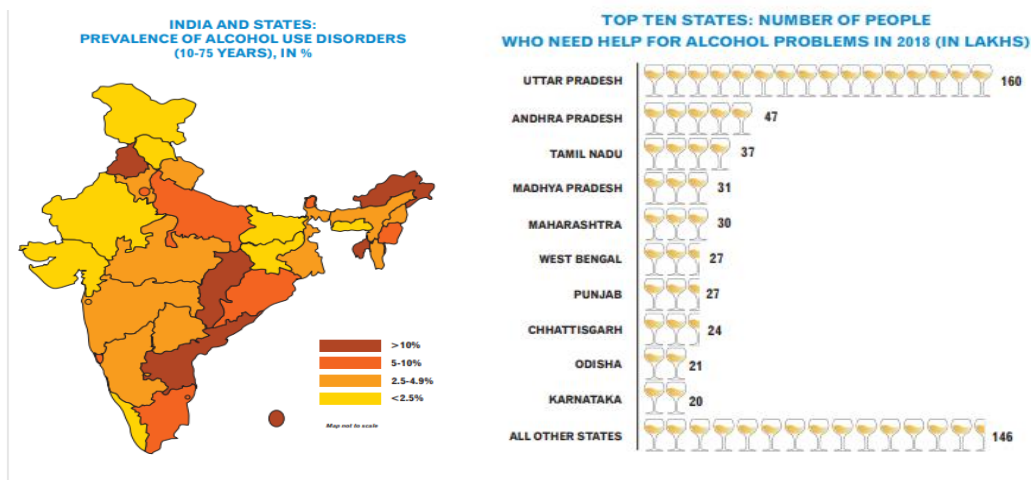 INDIA AND STATES:
PREVALENCE OF ALCOHOL USE DISORDERS
(10-75 YEARS), IN %
>10%
5-10%
2.5-4.9%
<2.5%
Map not to scale
TOP TEN STATES: NUMBER OF PEOPLE
WHO NEED HELP FOR ALCOHOL PROBLEMS IN 2018 (IN LAKHS)
UTTAR PRADESH 160
ANDHRA PRADESH 47
TAMIL NADU 37
MADHYA PRADESH 31
MAHARASHTRA 30
WEST BENGAL 27
PUNJAB 27
CHHATTISGARH 24
ODISHA 21
KARNATAKA 20
ALL OTHER STATES 146